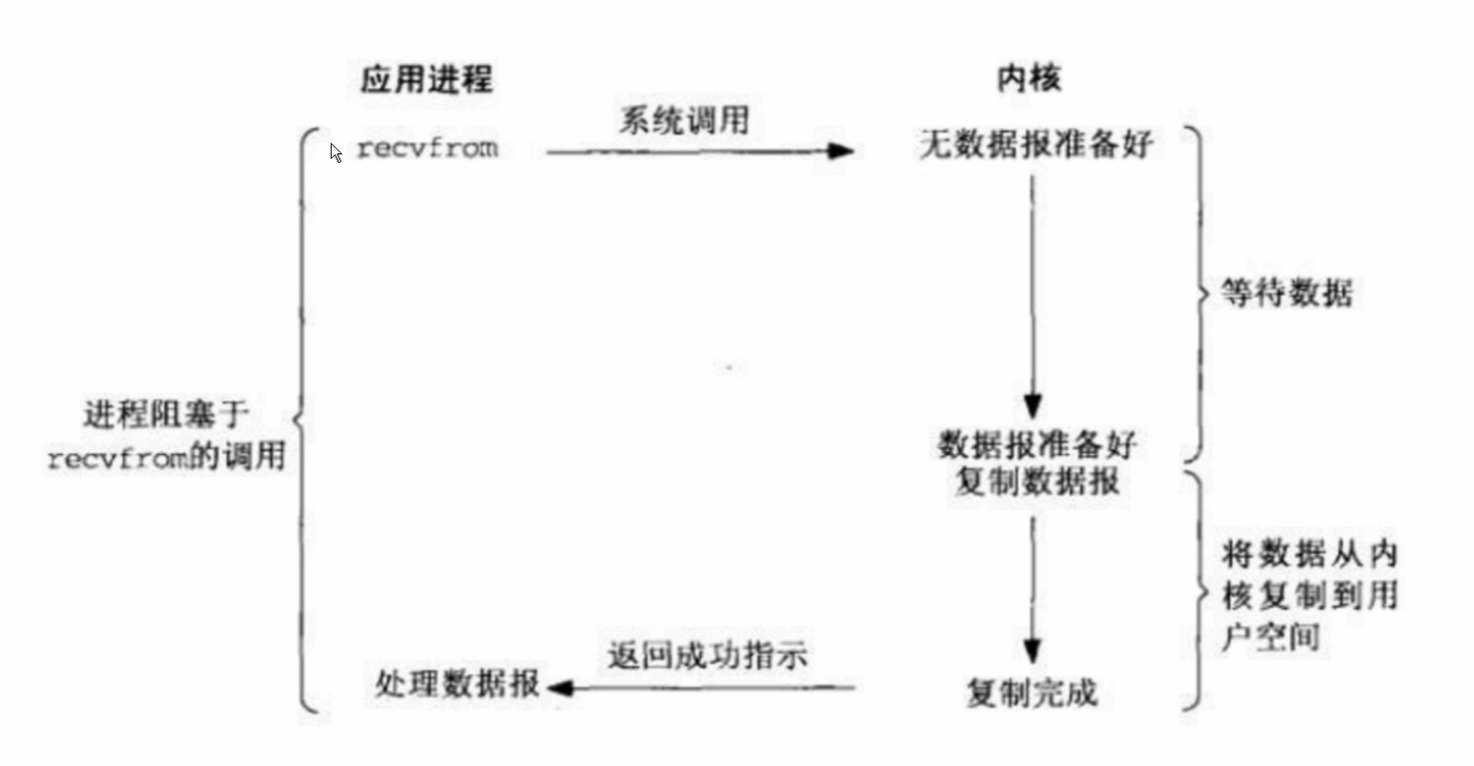 应用进程
内核
系统调用
recvfrom
无数据报准备好
等待数据
进程阻塞于
recvfrom的调用
数据报准备好
复制数据报
将数据从内
核复制到用
户空间
返回成功指示
处理数据报
复制完成